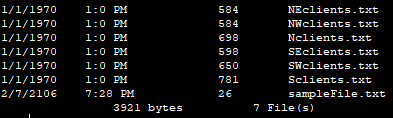 1/1/1970 1:0 PM 584 NEclients.txt
1/1/1970 1:0 PM 584 NWclients.txt
1/1/1970 1:0 PM 698 Nclients.txt
1/1/1970 1:0 PM 598 SEclients.txt
1/1/1970 1:0 PM 650 SWclients.txt
1/1/1970 1:0 PM 781 Sclients.txt
2/7/2106 7:28 PM 26 sampleFile.txt
3921 bytes 7 File(s)